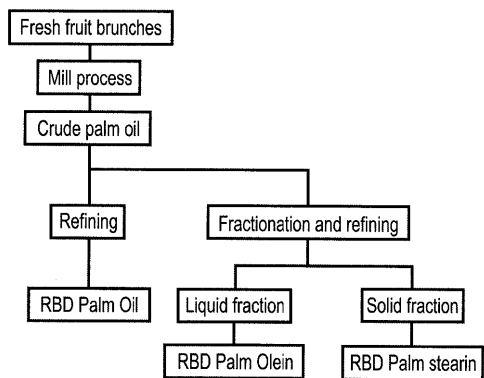 Fresh fruit brunches
Mill process
Crude palm oil
Refining
Fractionation and refining
RBD Palm Oil
Liquid fraction
Solid fraction
RBD Palm Olein
RBD Palm stearin